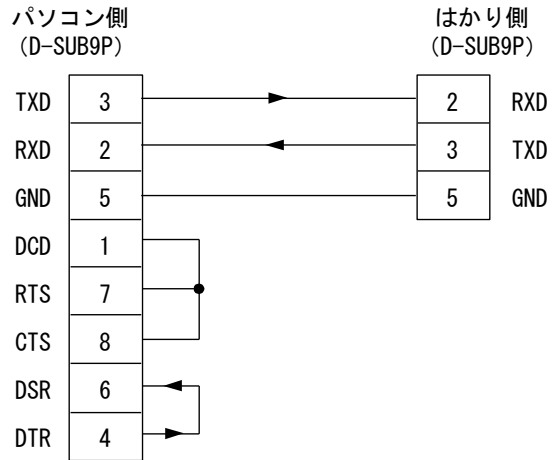 パソコン側
(D-SUB9P)
はかり側
(D-SUB9P)
TXD 3 2 RXD
RXD 2 3 TXD
GND 5 5 GND
DCD 1
RTS 7
CTS 8
DSR 6
DTR 4